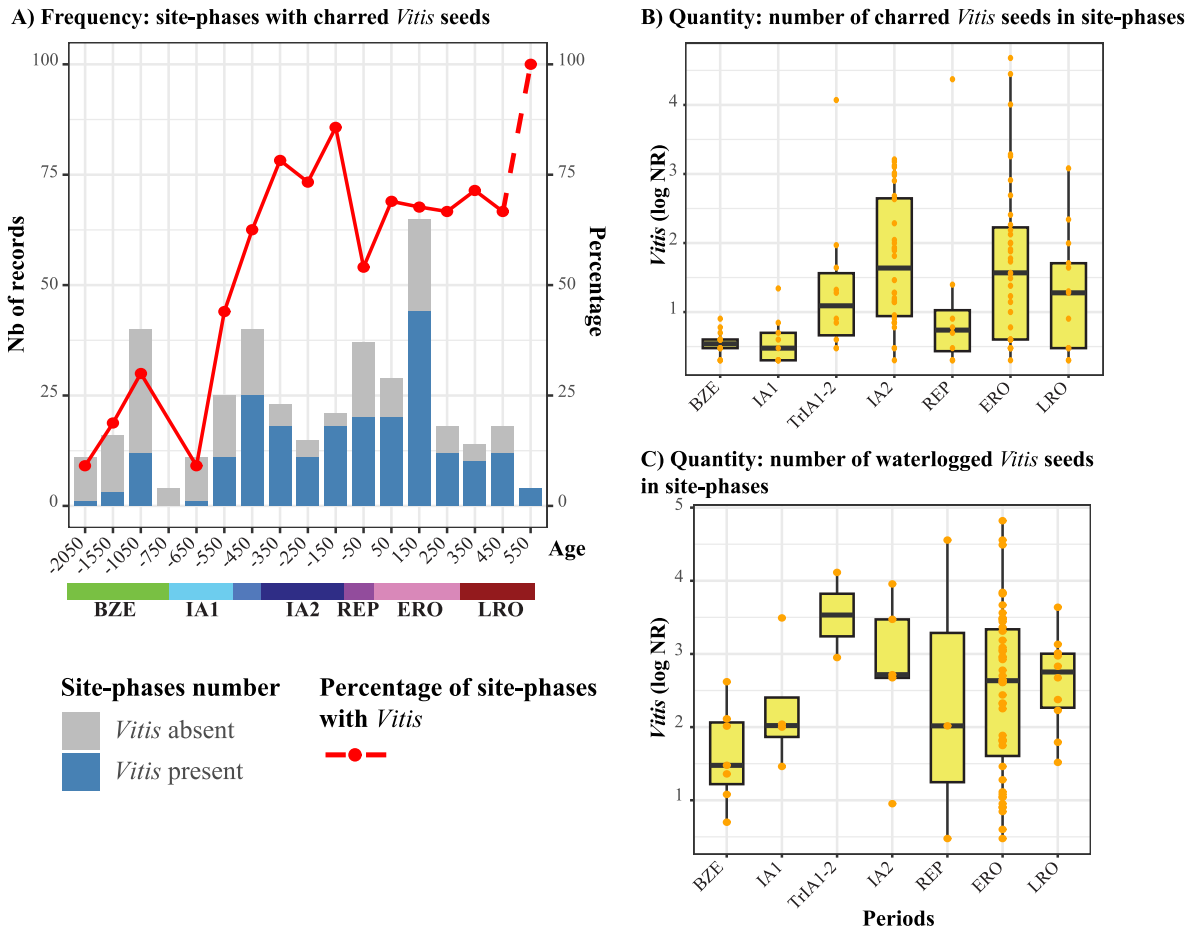 A) Frequency: site-phases with charred Vitis seeds
100
75
50
25
0
Nb of records
100
75
50
25
0
Percentage
-2050
-1550
-1050
-750
-650
-550
-450
-350
-250
-150
-50
50
150
250
350
450
550
Age
BZE
IA1
IA2
REP
ERO
LRO
Site-phases number
Vitis absent
Vitis present
Percentage of site-phases
with Vitis
B) Quantity: number of charred Vitis seeds in site-phases
Vitis (log NR)
4
3
2
1
BZE
IA1
TrIA1-2
IA2
REP
ERO
LRO
C) Quantity: number of waterlogged Vitis seeds
in site-phases
Vitis (log NR)
5
4
3
2
1
BZE
IA1
TrIA1-2
IA2
REP
ERO
LRO
Periods